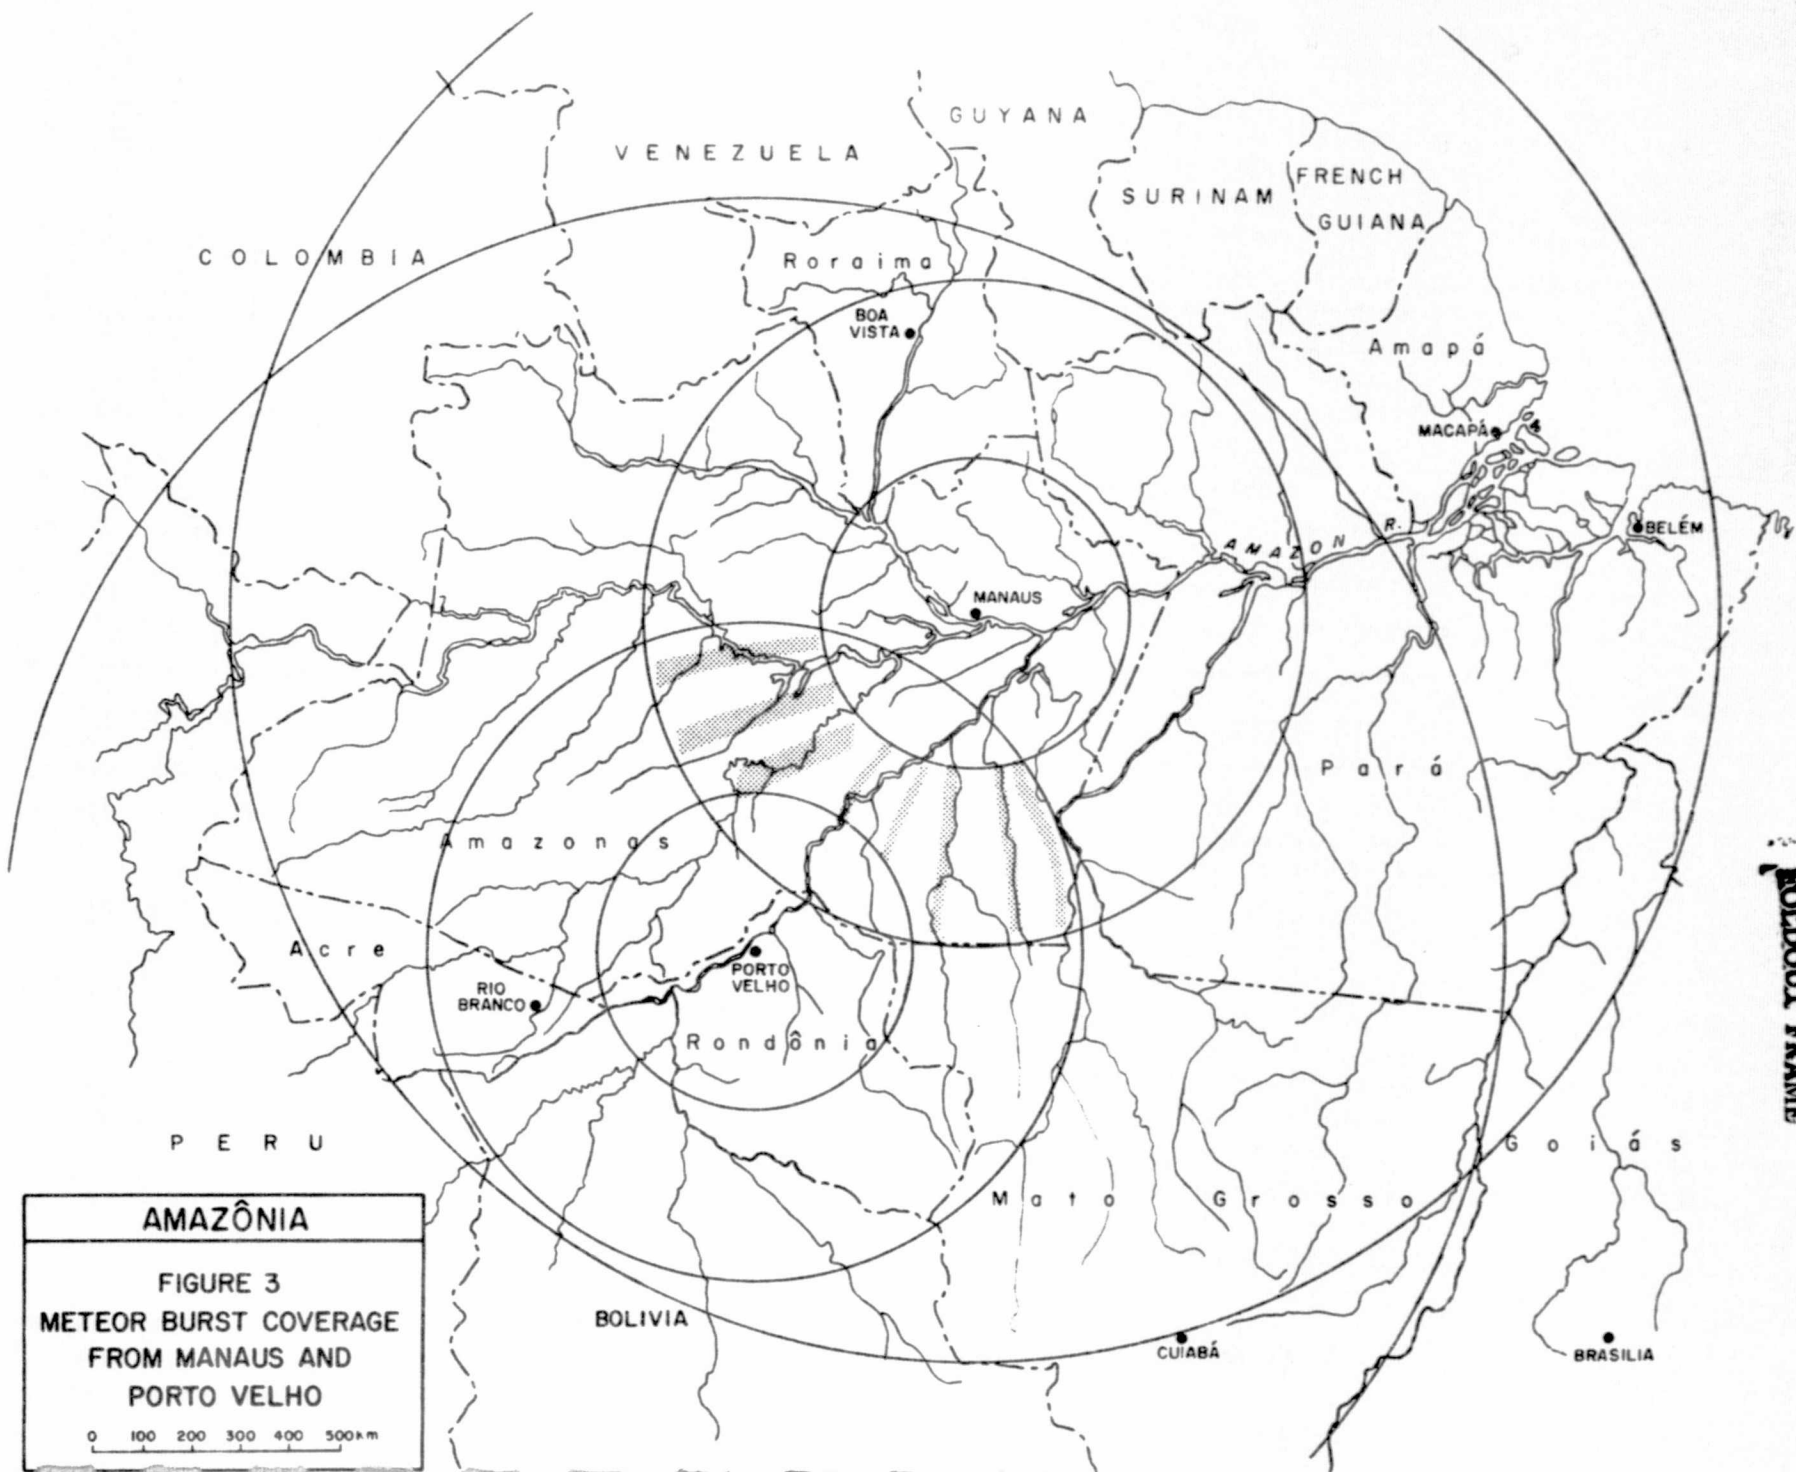 GUYANA
VENEZUELA
FRENCH
SURINAM
GUIANA
COLOMBIA
Roraima
BOA
VISTA
Amapá
MACAPÁ
AMAZON R.
BELÉM
MANAUS
Pará
Amazonas
Acre
PORTO
VELHO
RIO
BRANCO
Rondônia
PERU
Goiás
Mato Grosso
BOLIVIA
CUIABÁ
BRASILIA
AMAZÔNIA
FIGURE 3
METEOR BURST COVERAGE
FROM MANAUS AND
PORTO VELHO
0 100 200 300 400 500km
FRAME